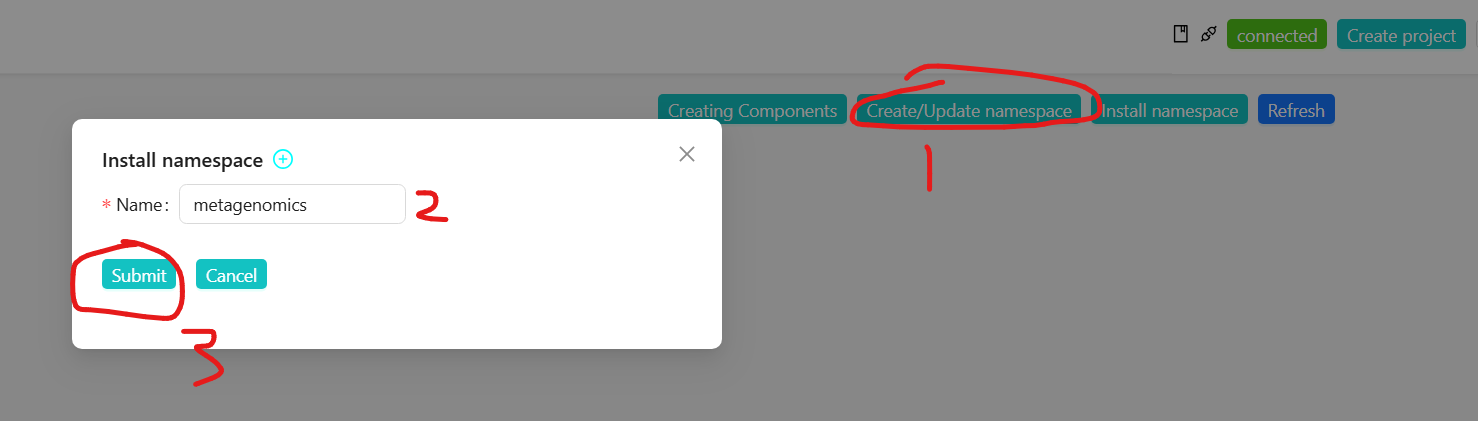 connected Create project
Creating Components Create/Update namespace Install namespace Refresh
1
Install namespace
* Name: metagenomics 2
Submit Cancel
3